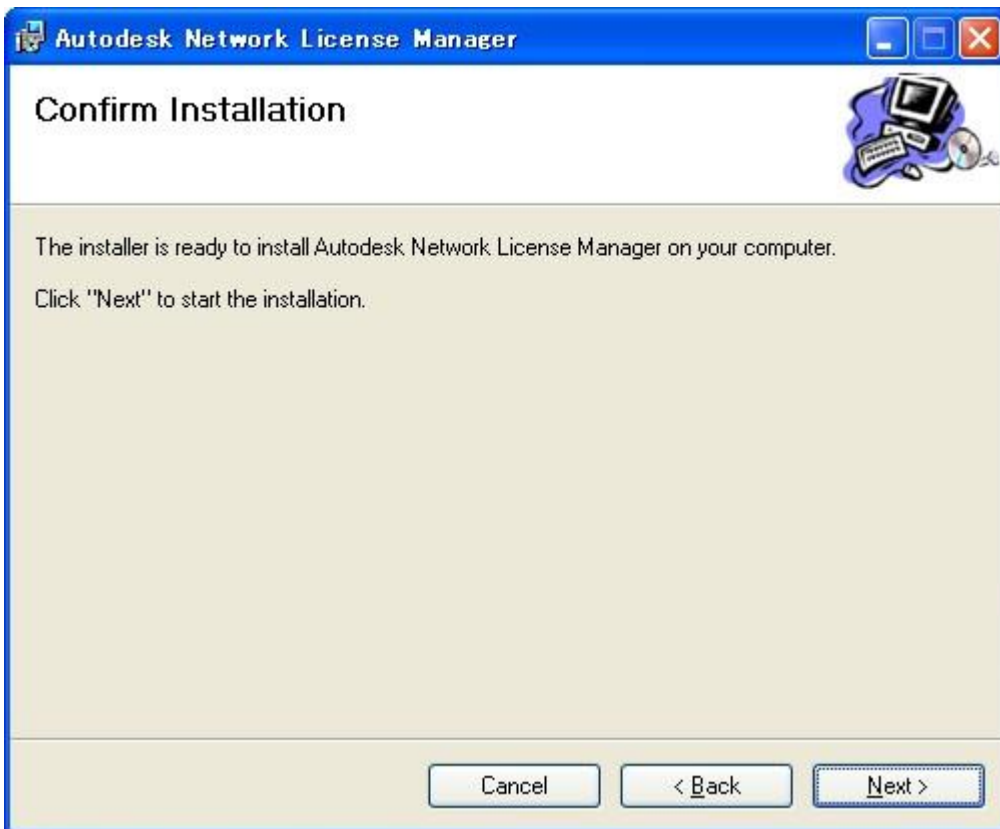 Autodesk Network License Manager
Confirm Installation
The installer is ready to install Autodesk Network License Manager on your computer.
Click "Next" to start the installation.
Cancel
< Back
Next >